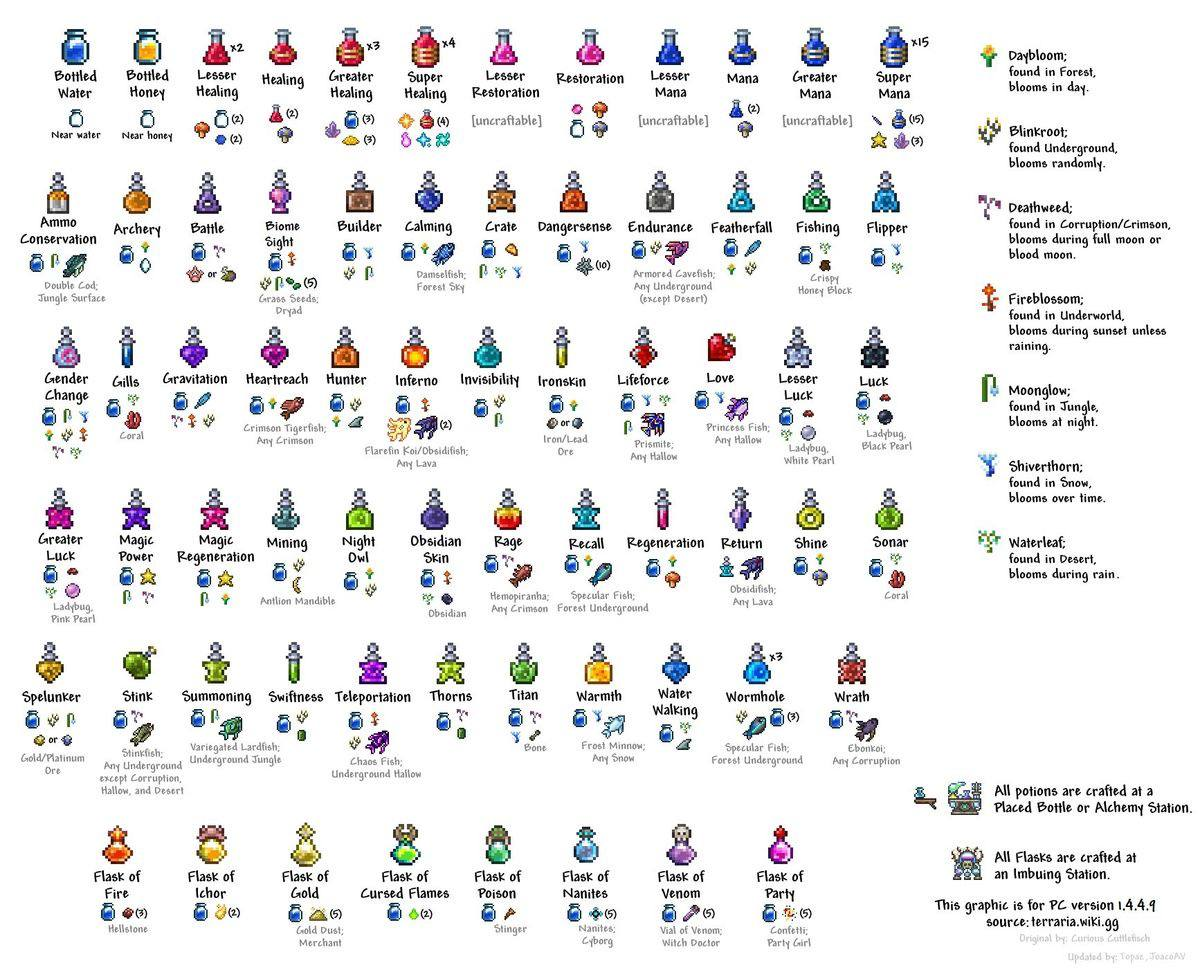 x2
x3
x4
x15
Bottled
Water
Bottled
Honey
Lesser
Healing
Healing
Greater
Healing
Super
Healing
Lesser
Restoration
Restoration
Lesser
Mana
Mana
Greater
Mana
Super
Mana
Near water
Near honey
(2)
(2)
(2)
(3)
(3)
(4)
[uncraftable]
[uncraftable]
(2)
[uncraftable]
(15)
(3)
Ammo
Conservation
Double Cod;
Jungle Surface
Archery
Battle
or
Biome
Sight
(5)
Grass Seeds;
Dryad
Builder
Calming
Damselfish;
Forest Sky
Crate
Dangersense
(10)
Endurance
Armored Cavefish;
Any Underground
(except Desert)
Featherfall
Fishing
Crispy
Honey Block
Flipper
Gender
Change
Gills
Coral
Gravitation
Heartreach
Crimson Tigerfish;
Any Crimson
Hunter
Inferno
(2)
Flarefin Koi/Obsidifish;
Any Lava
Invisibility
Ironskin
or
Iron/Lead
Ore
Lifeforce
Prismite;
Any Hallow
Love
Princess Fish;
Any Hallow
Lesser
Luck
Ladybug,
White Pearl
Luck
Ladybug,
Black Pearl
Greater
Luck
Ladybug,
Pink Pearl
Magic
Power
Magic
Regeneration
Mining
Antlion Mandible
Night
Owl
Obsidian
Skin
Obsidian
Rage
Hemopiranha;
Any Crimson
Recall
Specular Fish;
Forest Underground
Regeneration
Return
Obsidifish;
Any Lava
Shine
Sonar
Coral
Spelunker
or
Gold/Platinum
Ore
Stink
Stinkfish;
Any Underground
except Corruption,
Hallow, and Desert
Summoning
Variegated Lardfish;
Underground Jungle
Swiftness
Teleportation
Chaos Fish;
Underground Hallow
Thorns
Titan
Bone
Warmth
Frost Minnow;
Any Snow
Water
Walking
x3
Wormhole
(3)
Specular Fish;
Forest Underground
Wrath
Ebonkoi;
Any Corruption
Flask of
Fire
(3)
Hellstone
Flask of
Ichor
(2)
Flask of
Gold
(5)
Gold Dust;
Merchant
Flask of
Cursed Flames
(2)
Flask of
Poison
Stinger
Flask of
Nanites
(5)
Nanites;
Cyborg
Flask of
Venom
(5)
Vial of Venom;
Witch Doctor
Flask of
Party
(5)
Confetti;
Party Girl
Daybloom;
found in Forest,
blooms in day.
Blinkroot;
found Underground,
blooms randomly.
Deathweed;
found in Corruption/Crimson,
blooms during full moon or
blood moon.
Fireblossom;
found in Underworld,
blooms during sunset unless
raining.
Moonglow;
found in Jungle,
blooms at night.
Shiverthorn;
found in Snow,
blooms over time.
Waterleaf;
found in Desert,
blooms during rain.
All potions are crafted at a
Placed Bottle or Alchemy Station.
All Flasks are crafted at
an Imbuing Station.
This graphic is for PC version 1.4.4.9
source:terraria.wiki.gg
Original by: Curious Cuttlefisch
Updated by: Topaz, JoacoAV